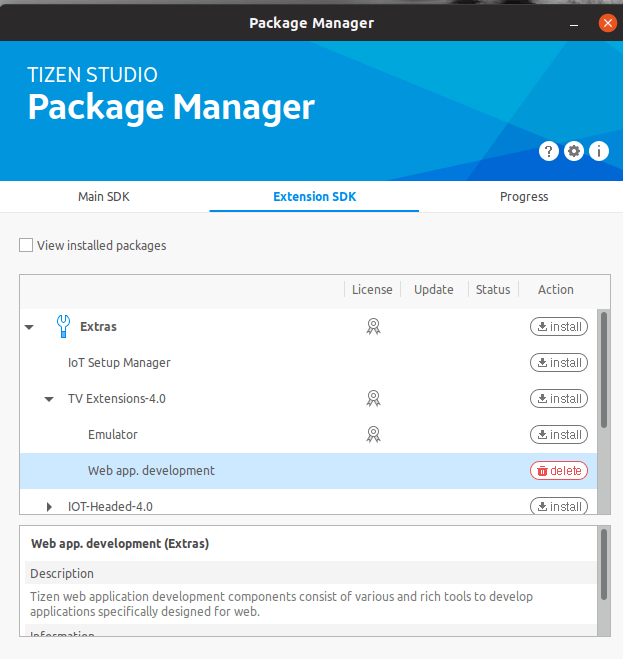 Package Manager
TIZEN STUDIO
Package Manager
?
i
Main SDK
Extension SDK
Progress
View installed packages
License Update Status Action
Extras install
IoT Setup Manager install
TV Extensions-4.0 install
Emulator install
Web app. development delete
IOT-Headed-4.0 install
Web app. development (Extras)
Description
Tizen web application development components consist of various and rich tools to develop
applications specifically designed for web.
Information